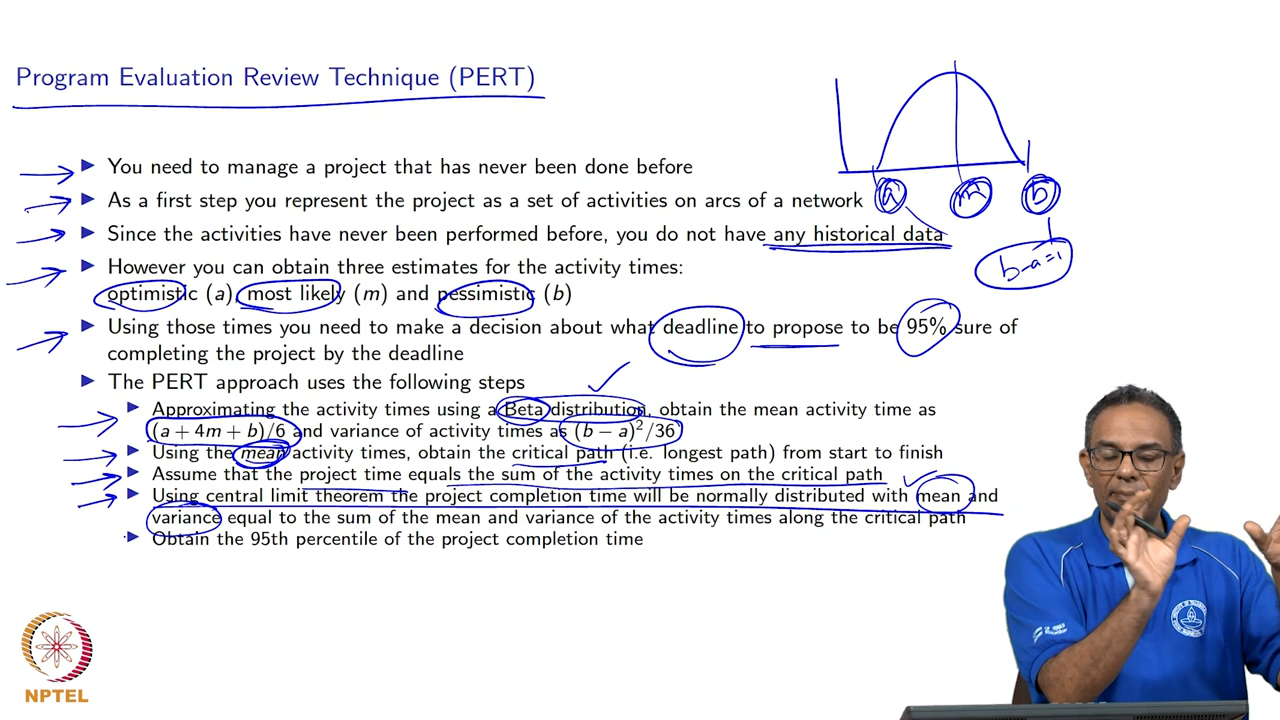 Program Evaluation Review Technique (PERT)
▶ You need to manage a project that has never been done before
▶ As a first step you represent the project as a set of activities on arcs of a network
▶ Since the activities have never been performed before, you do not have any historical data
▶ However you can obtain three estimates for the activity times:
optimistic (a), most likely (m) and pessimistic (b)
▶ Using those times you need to make a decision about what deadline to propose to be 95% sure of
completing the project by the deadline
▶ The PERT approach uses the following steps
▶ Approximating the activity times using a Beta distribution, obtain the mean activity time as
(a + 4m + b)/6 and variance of activity times as (b − a)²/36
▶ Using the mean activity times, obtain the critical path (i.e. longest path) from start to finish
▶ Assume that the project time equals the sum of the activity times on the critical path
▶ Using central limit theorem the project completion time will be normally distributed with mean and
variance equal to the sum of the mean and variance of the activity times along the critical path
▶ Obtain the 95th percentile of the project completion time
a m b
b-a=1
NPTEL